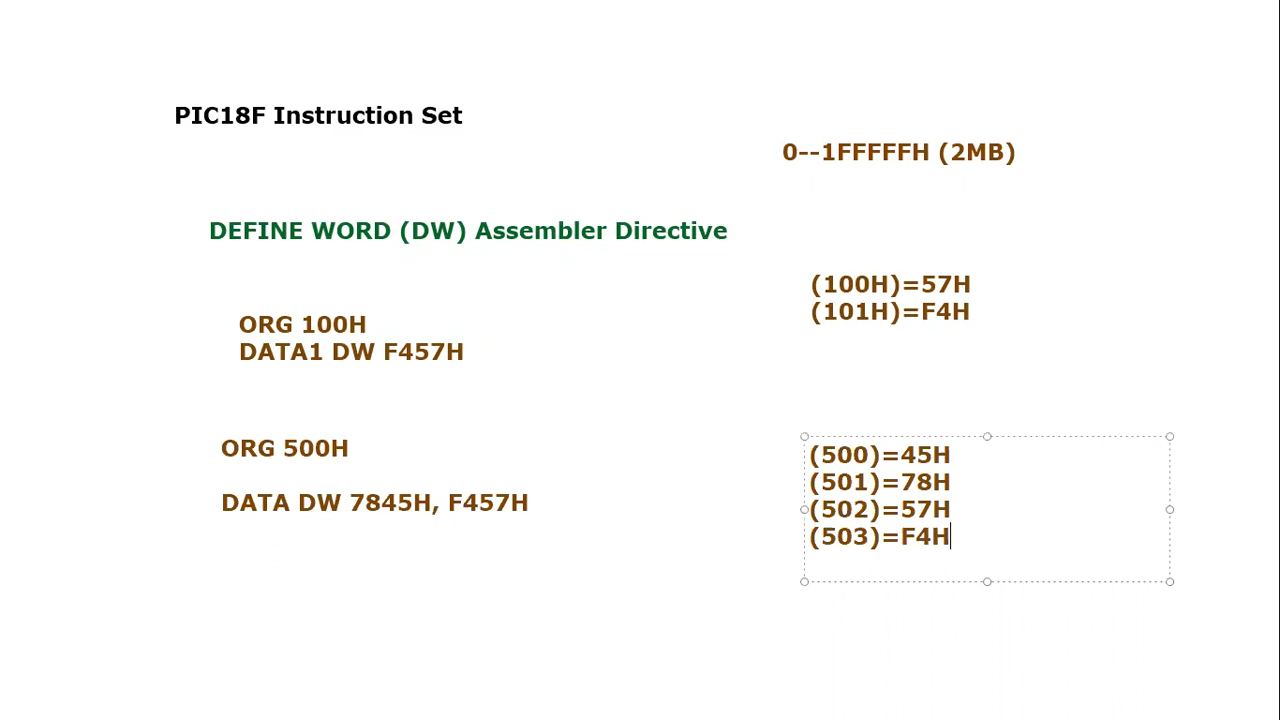 PIC18F Instruction Set
0--1FFFFFH (2MB)
DEFINE WORD (DW) Assembler Directive
(100H)=57H
(101H)=F4H
ORG 100H
DATA1 DW F457H
ORG 500H
DATA DW 7845H, F457H
(500)=45H
(501)=78H
(502)=57H
(503)=F4H